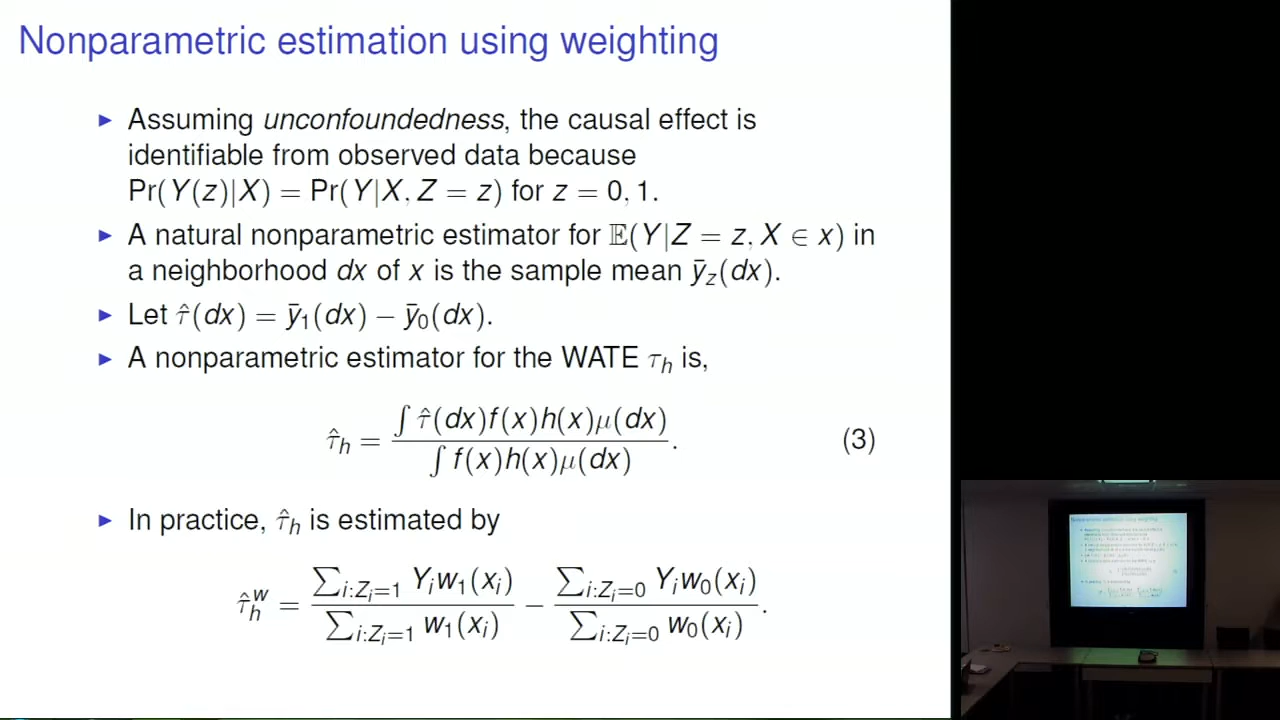 Nonparametric estimation using weighting
▶ Assuming unconfoundedness, the causal effect is
identifiable from observed data because
Pr(Y(z)|X) = Pr(Y|X, Z = z) for z = 0, 1.
▶ A natural nonparametric estimator for 𝔼(Y|Z = z, X ∈ x) in
a neighborhood dx of x is the sample mean ȳ_z(dx).
▶ Let τ̂(dx) = ȳ_1(dx) − ȳ_0(dx).
▶ A nonparametric estimator for the WATE τ_h is,
τ̂_h = ∫ τ̂(dx)f(x)h(x)μ(dx) / ∫ f(x)h(x)μ(dx). (3)
▶ In practice, τ̂_h is estimated by
τ̂_h^w = ∑_{i:Z_i=1} Y_i w_1(x_i) / ∑_{i:Z_i=1} w_1(x_i) − ∑_{i:Z_i=0} Y_i w_0(x_i) / ∑_{i:Z_i=0} w_0(x_i).
Nonparametric estimation using weighting